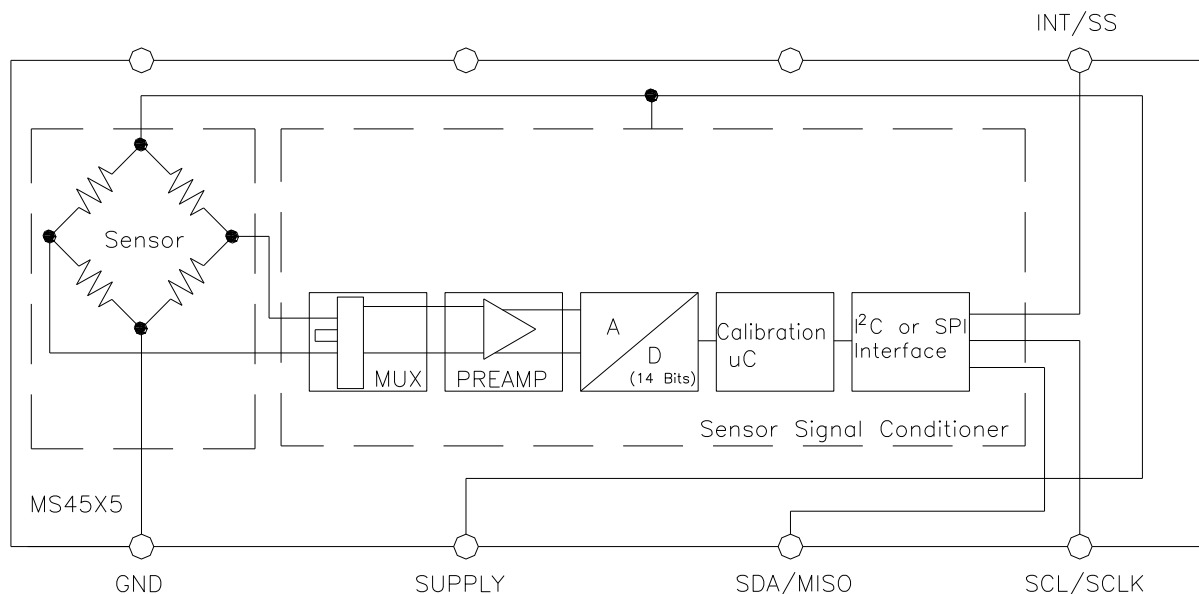 INT/SS
Sensor
MUX
PREAMP
A
D
(14 Bits)
Calibration
uC
I²C or SPI
Interface
Sensor Signal Conditioner
MS45X5
GND
SUPPLY
SDA/MISO
SCL/SCLK